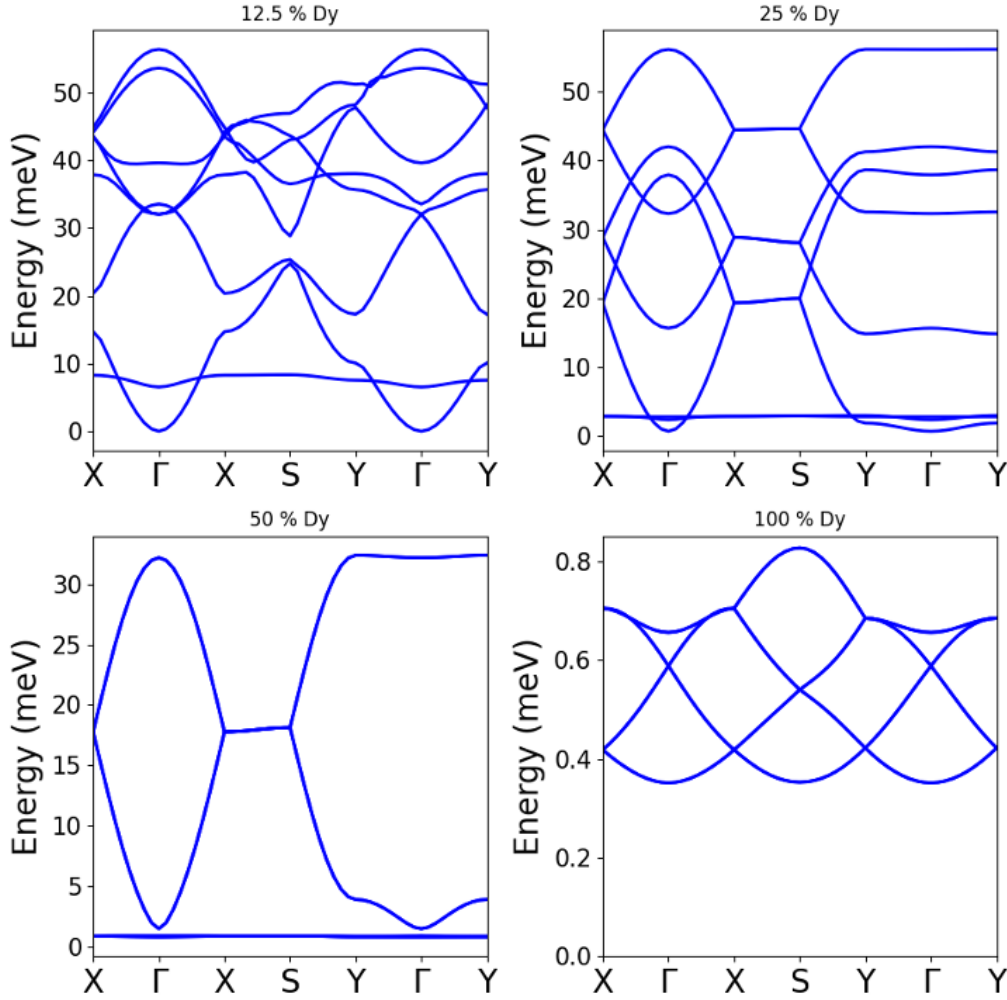 12.5 % Dy
Energy (meV)
50
40
30
20
10
0
X Γ X S Y Γ Y
25 % Dy
Energy (meV)
50
40
30
20
10
0
X Γ X S Y Γ Y
50 % Dy
Energy (meV)
30
25
20
15
10
5
0
X Γ X S Y Γ Y
100 % Dy
Energy (meV)
0.8
0.6
0.4
0.2
0.0
X Γ X S Y Γ Y